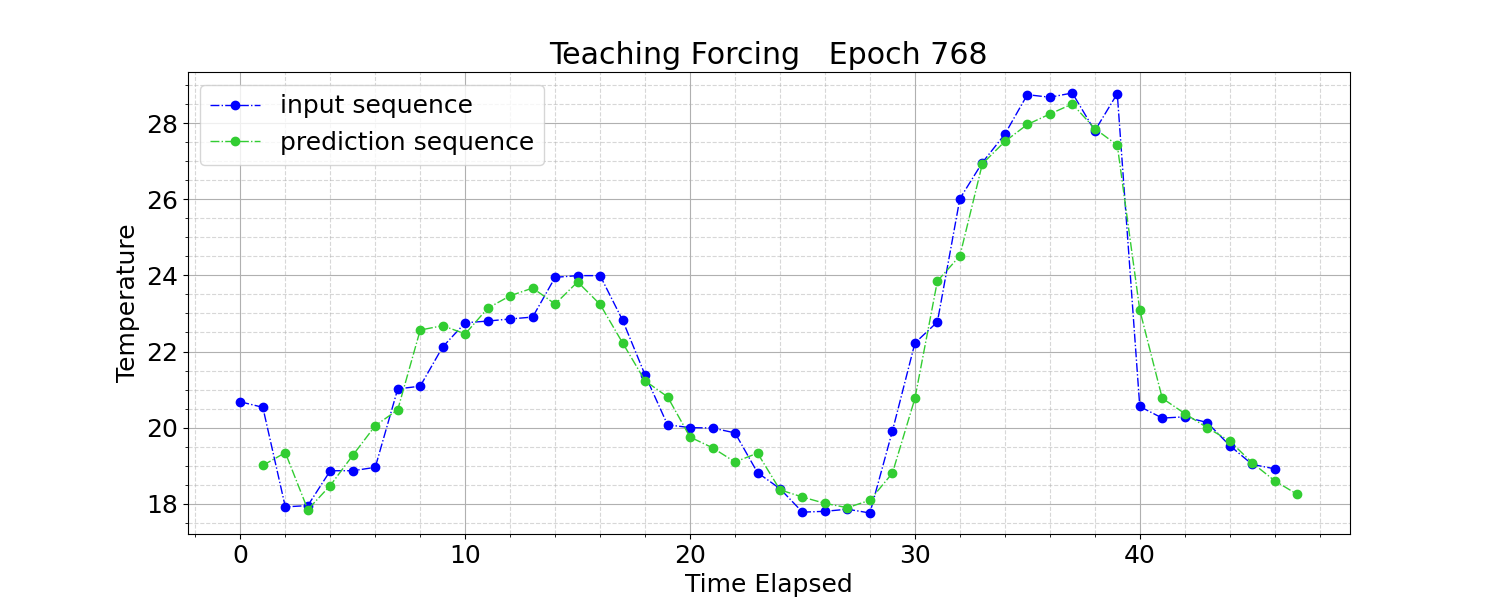 Teaching Forcing   Epoch 768
input sequence
prediction sequence
Temperature
28
26
24
22
20
18
0 10 20 30 40
Time Elapsed